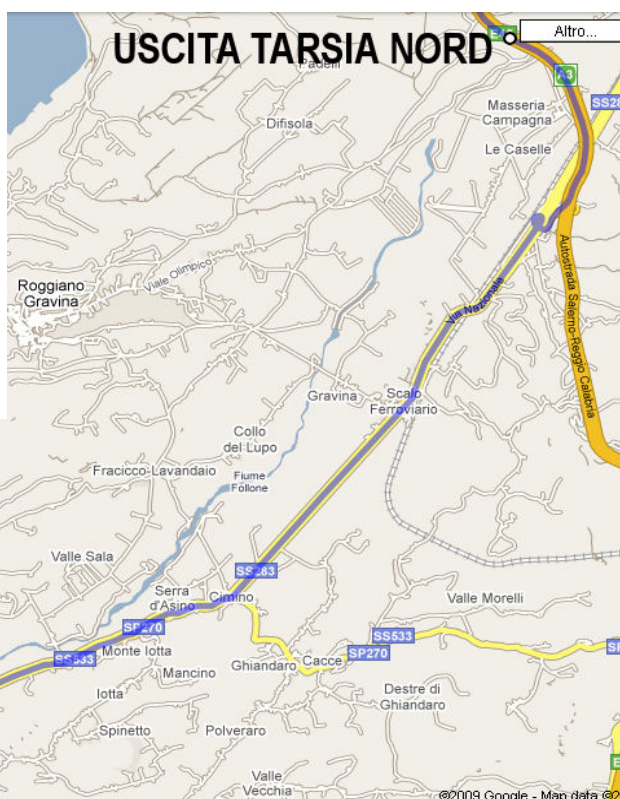 USCITA TARSIA NORD
Altro...
Padelli
A3
SS28
Masseria
Campagna
Difisola
Le Caselle
Viale Olimpico
Roggiano
Gravina
Autostrada Salerno-Reggio Calabria
Via Nazionale
Gravina
Scalo
Ferroviario
Collo
del Lupo
Fracicco-Lavandaio
Fiume
Follone
Valle Sala
SS283
Serra
d'Asino
Cimino
Valle Morelli
SP270
SS533
SS533
Monte Iotta
SP270
Mancino
Ghiandaro
Cacce
Iotta
Destre di
Ghiandaro
Spinetto
Polveraro
Valle
Vecchia
©2009 Google - Map data ©2